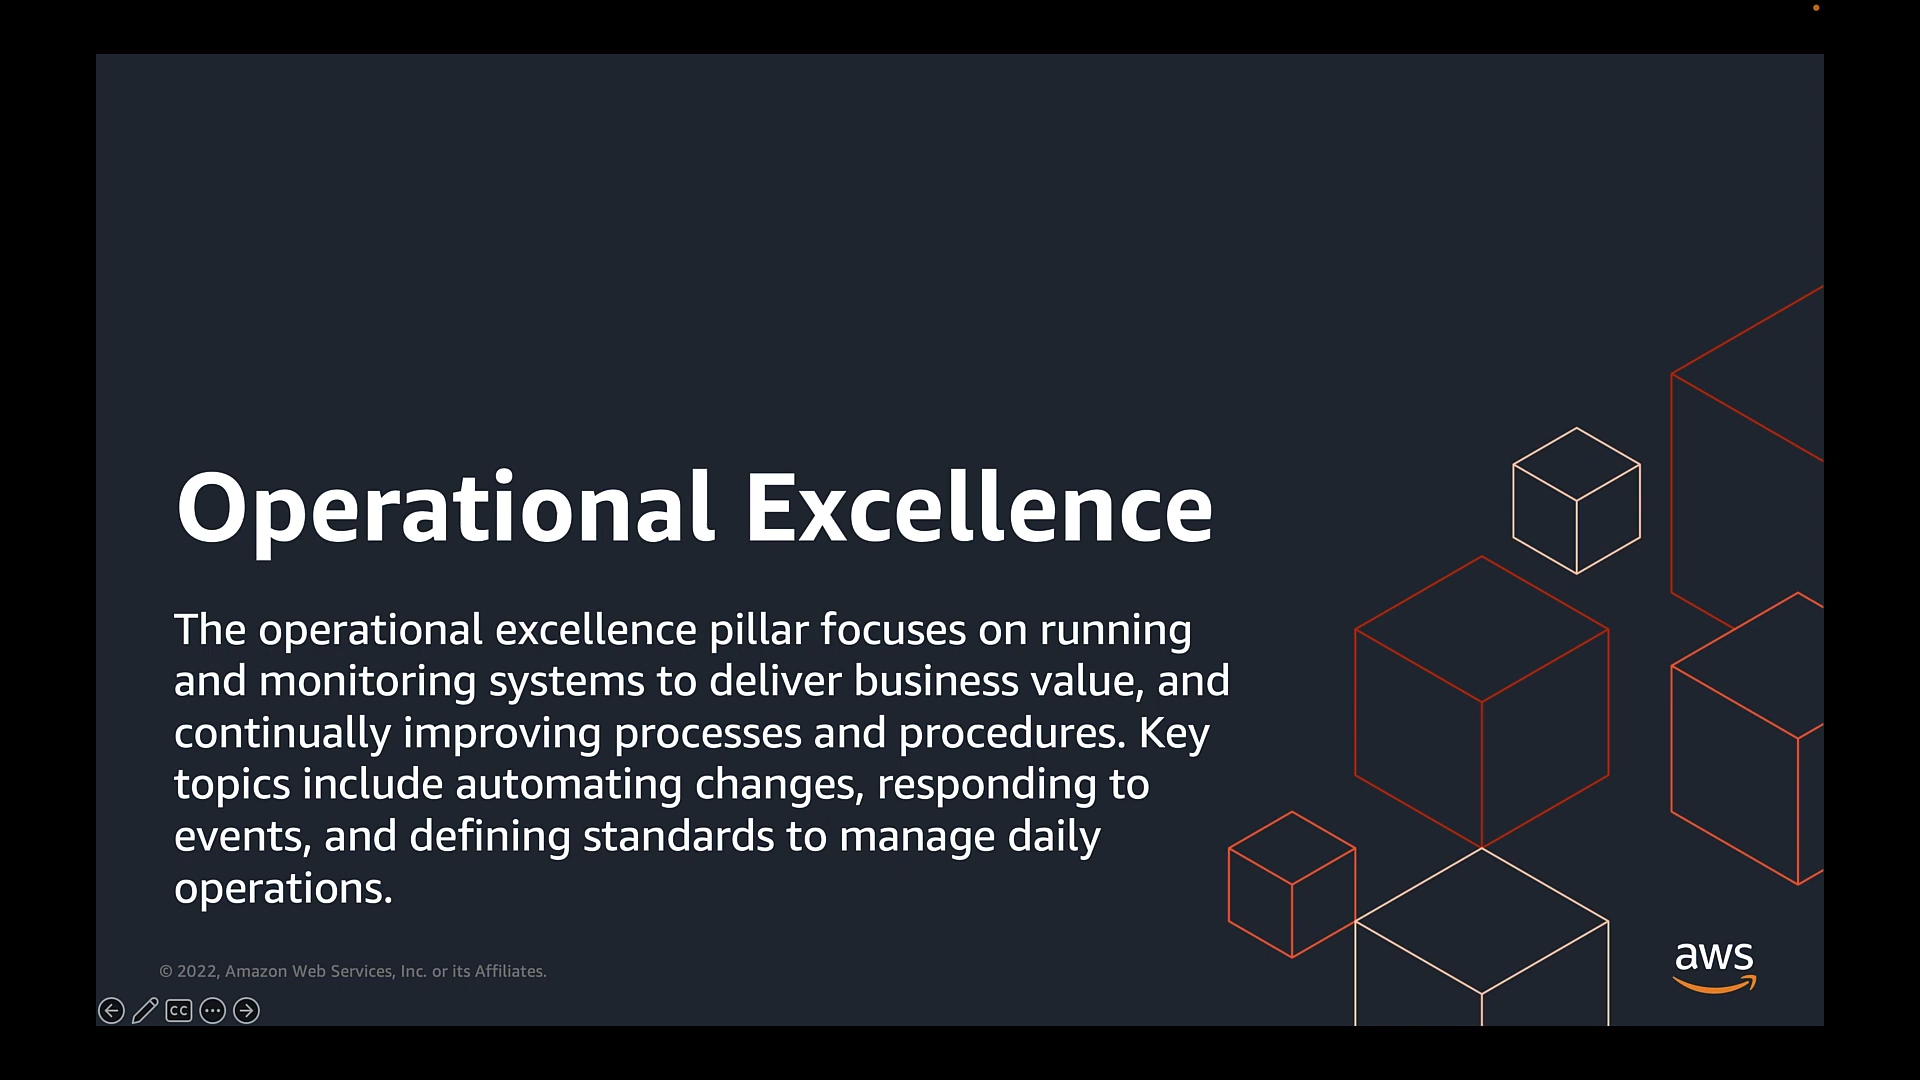 Operational Excellence
The operational excellence pillar focuses on running
and monitoring systems to deliver business value, and
continually improving processes and procedures. Key
topics include automating changes, responding to
events, and defining standards to manage daily
operations.
© 2022, Amazon Web Services, Inc. or its Affiliates.
aws
CC